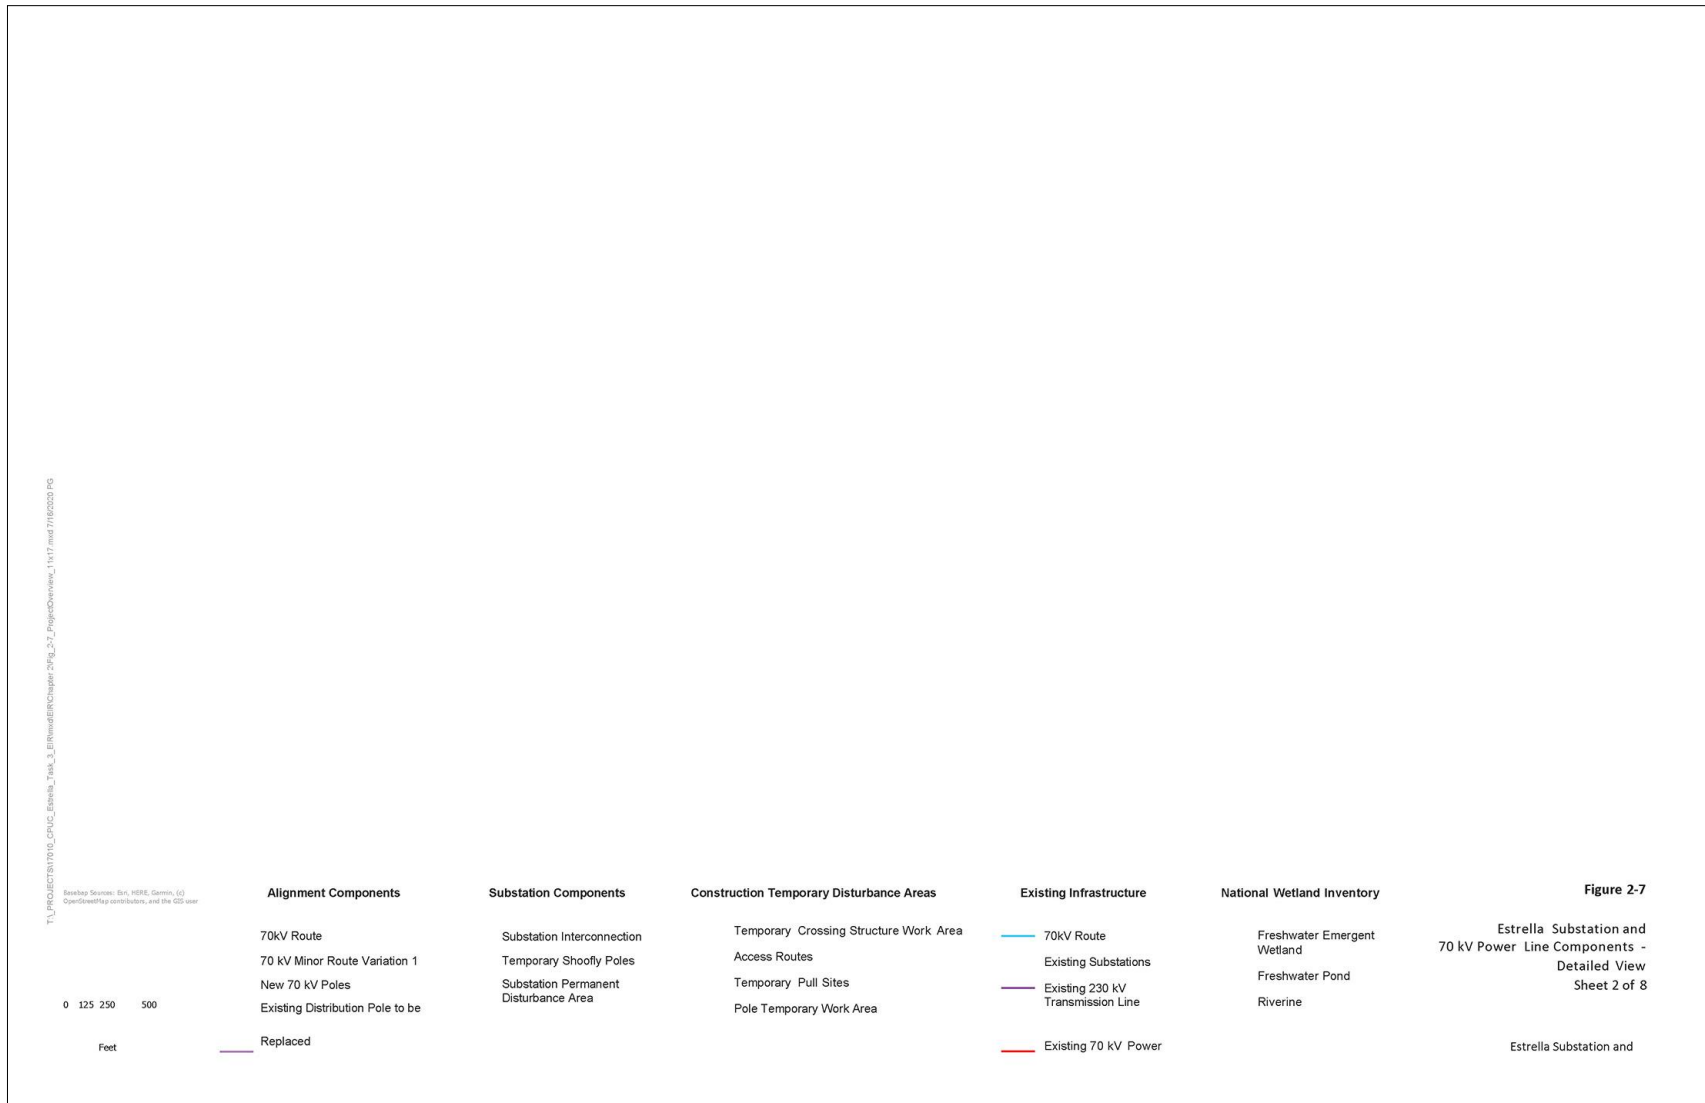 T:\_PROJECTS\17010_CPUC_Estrella_Task_3_EIR\mxd\EIR\Chapter 2\Fig_2-7_ProjectOverview_11x17.mxd 7/16/2020 PG
Basebap Sources: Esri, HERE, Garmin, (c)
OpenStreetMap contributors, and the GIS user
0 125 250 500
Feet
Alignment Components
70kV Route
70 kV Minor Route Variation 1
New 70 kV Poles
Existing Distribution Pole to be
Replaced
Substation Components
Substation Interconnection
Temporary Shoofly Poles
Substation Permanent
Disturbance Area
Construction Temporary Disturbance Areas
Temporary Crossing Structure Work Area
Access Routes
Temporary Pull Sites
Pole Temporary Work Area
Existing Infrastructure
70kV Route
Existing Substations
Existing 230 kV
Transmission Line
Existing 70 kV Power
National Wetland Inventory
Freshwater Emergent
Wetland
Freshwater Pond
Riverine
Figure 2-7
Estrella Substation and
70 kV Power Line Components -
Detailed View
Sheet 2 of 8
Estrella Substation and